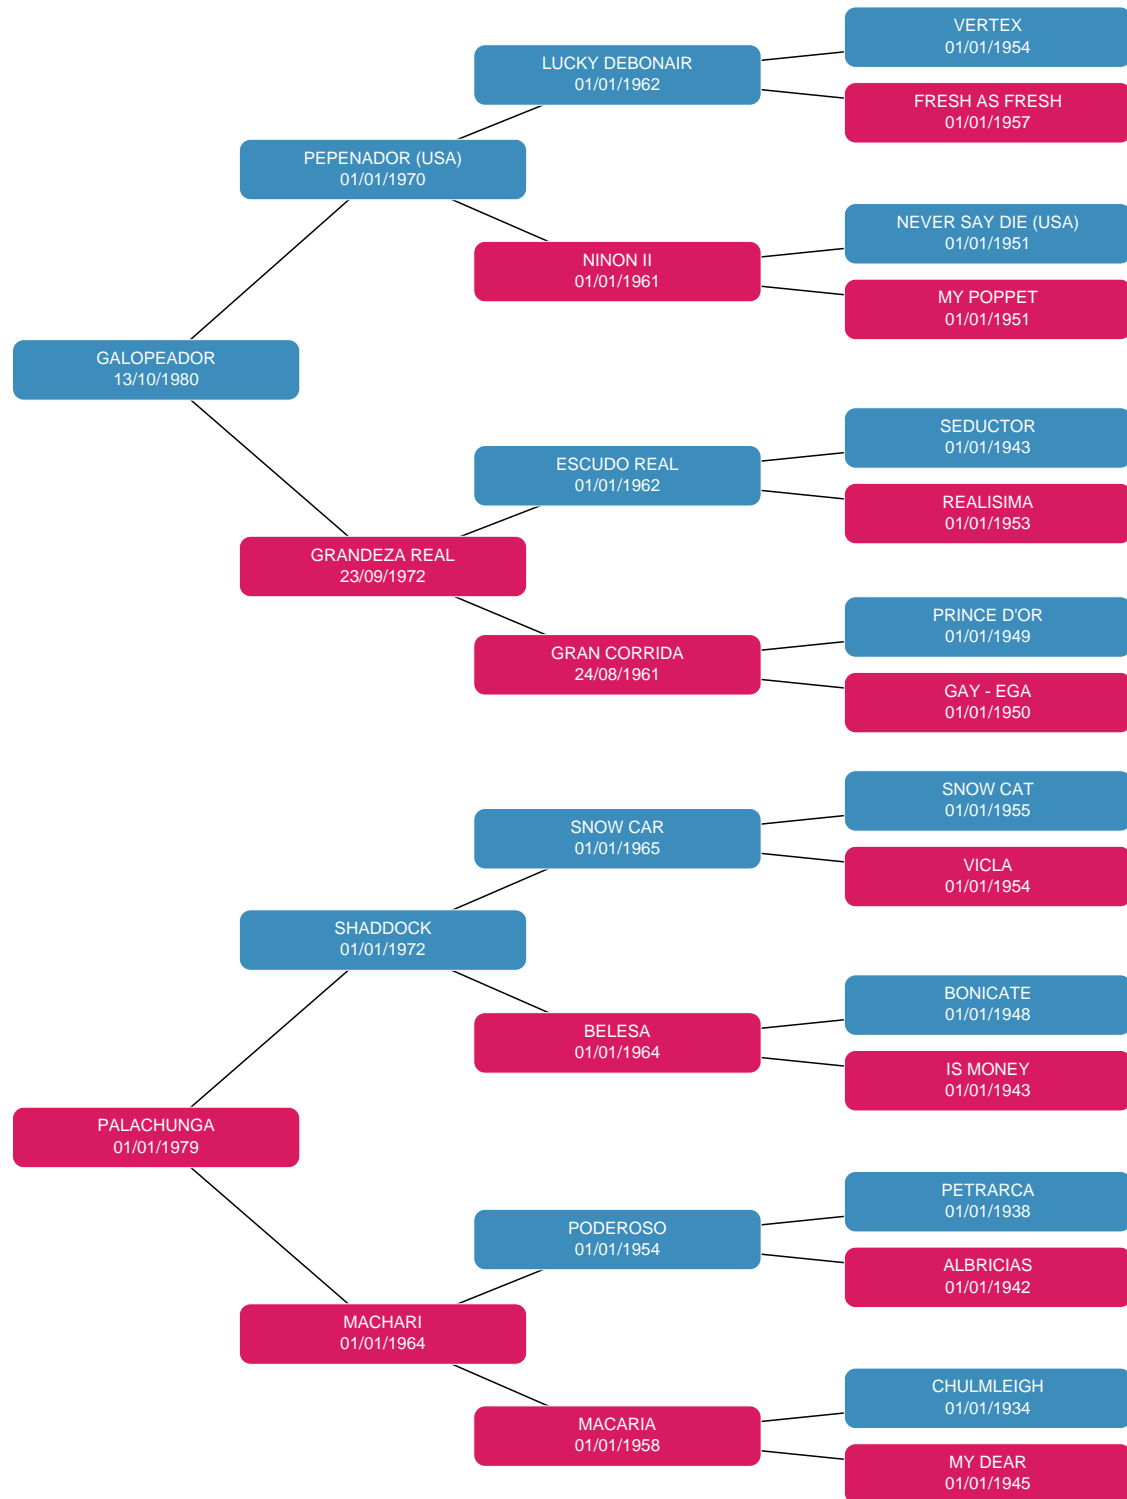 VERTEX
01/01/1954
LUCKY DEBONAIR
01/01/1962
FRESH AS FRESH
01/01/1957
PEPENADOR (USA)
01/01/1970
NEVER SAY DIE (USA)
01/01/1951
NINON II
01/01/1961
MY POPPET
01/01/1951
GALOPEADOR
13/10/1980
SEDUCTOR
01/01/1943
ESCUDO REAL
01/01/1962
REALISIMA
01/01/1953
GRANDEZA REAL
23/09/1972
PRINCE D'OR
01/01/1949
GRAN CORRIDA
24/08/1961
GAY - EGA
01/01/1950
SNOW CAT
01/01/1955
SNOW CAR
01/01/1965
VICLA
01/01/1954
SHADDOCK
01/01/1972
BONICATE
01/01/1948
BELESA
01/01/1964
IS MONEY
01/01/1943
PALACHUNGA
01/01/1979
PETRARCA
01/01/1938
PODEROSO
01/01/1954
ALBRICIAS
01/01/1942
MACHARI
01/01/1964
CHULMLEIGH
01/01/1934
MACARIA
01/01/1958
MY DEAR
01/01/1945